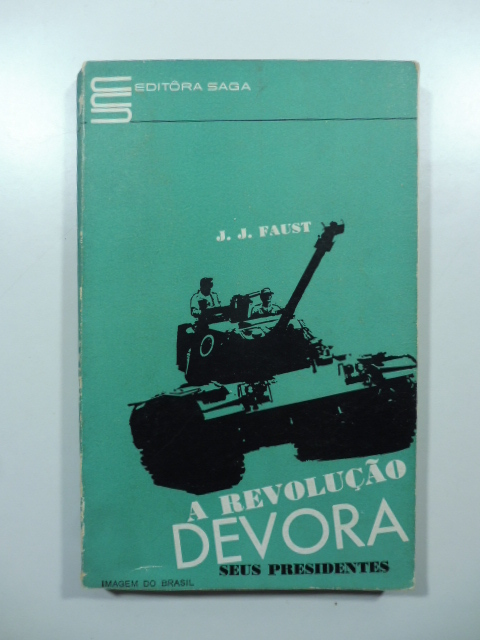 EDITÔRA SAGA
J. J. FAUST
A REVOLUÇÃO
DEVORA
SEUS PRESIDENTES
IMAGEM DO BRASIL